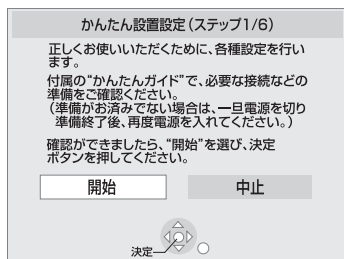 かんたん設置設定(ステップ1/6)
正しくお使いいただくために、各種設定を行い
ます。
付属の“かんたんガイド”で、必要な接続などの
準備をご確認ください。
(準備がお済みでない場合は、一旦電源を切り
準備終了後、再度電源を入れてください。)
確認ができましたら、“開始”を選び、決定
ボタンを押してください。
開始 中止
決定